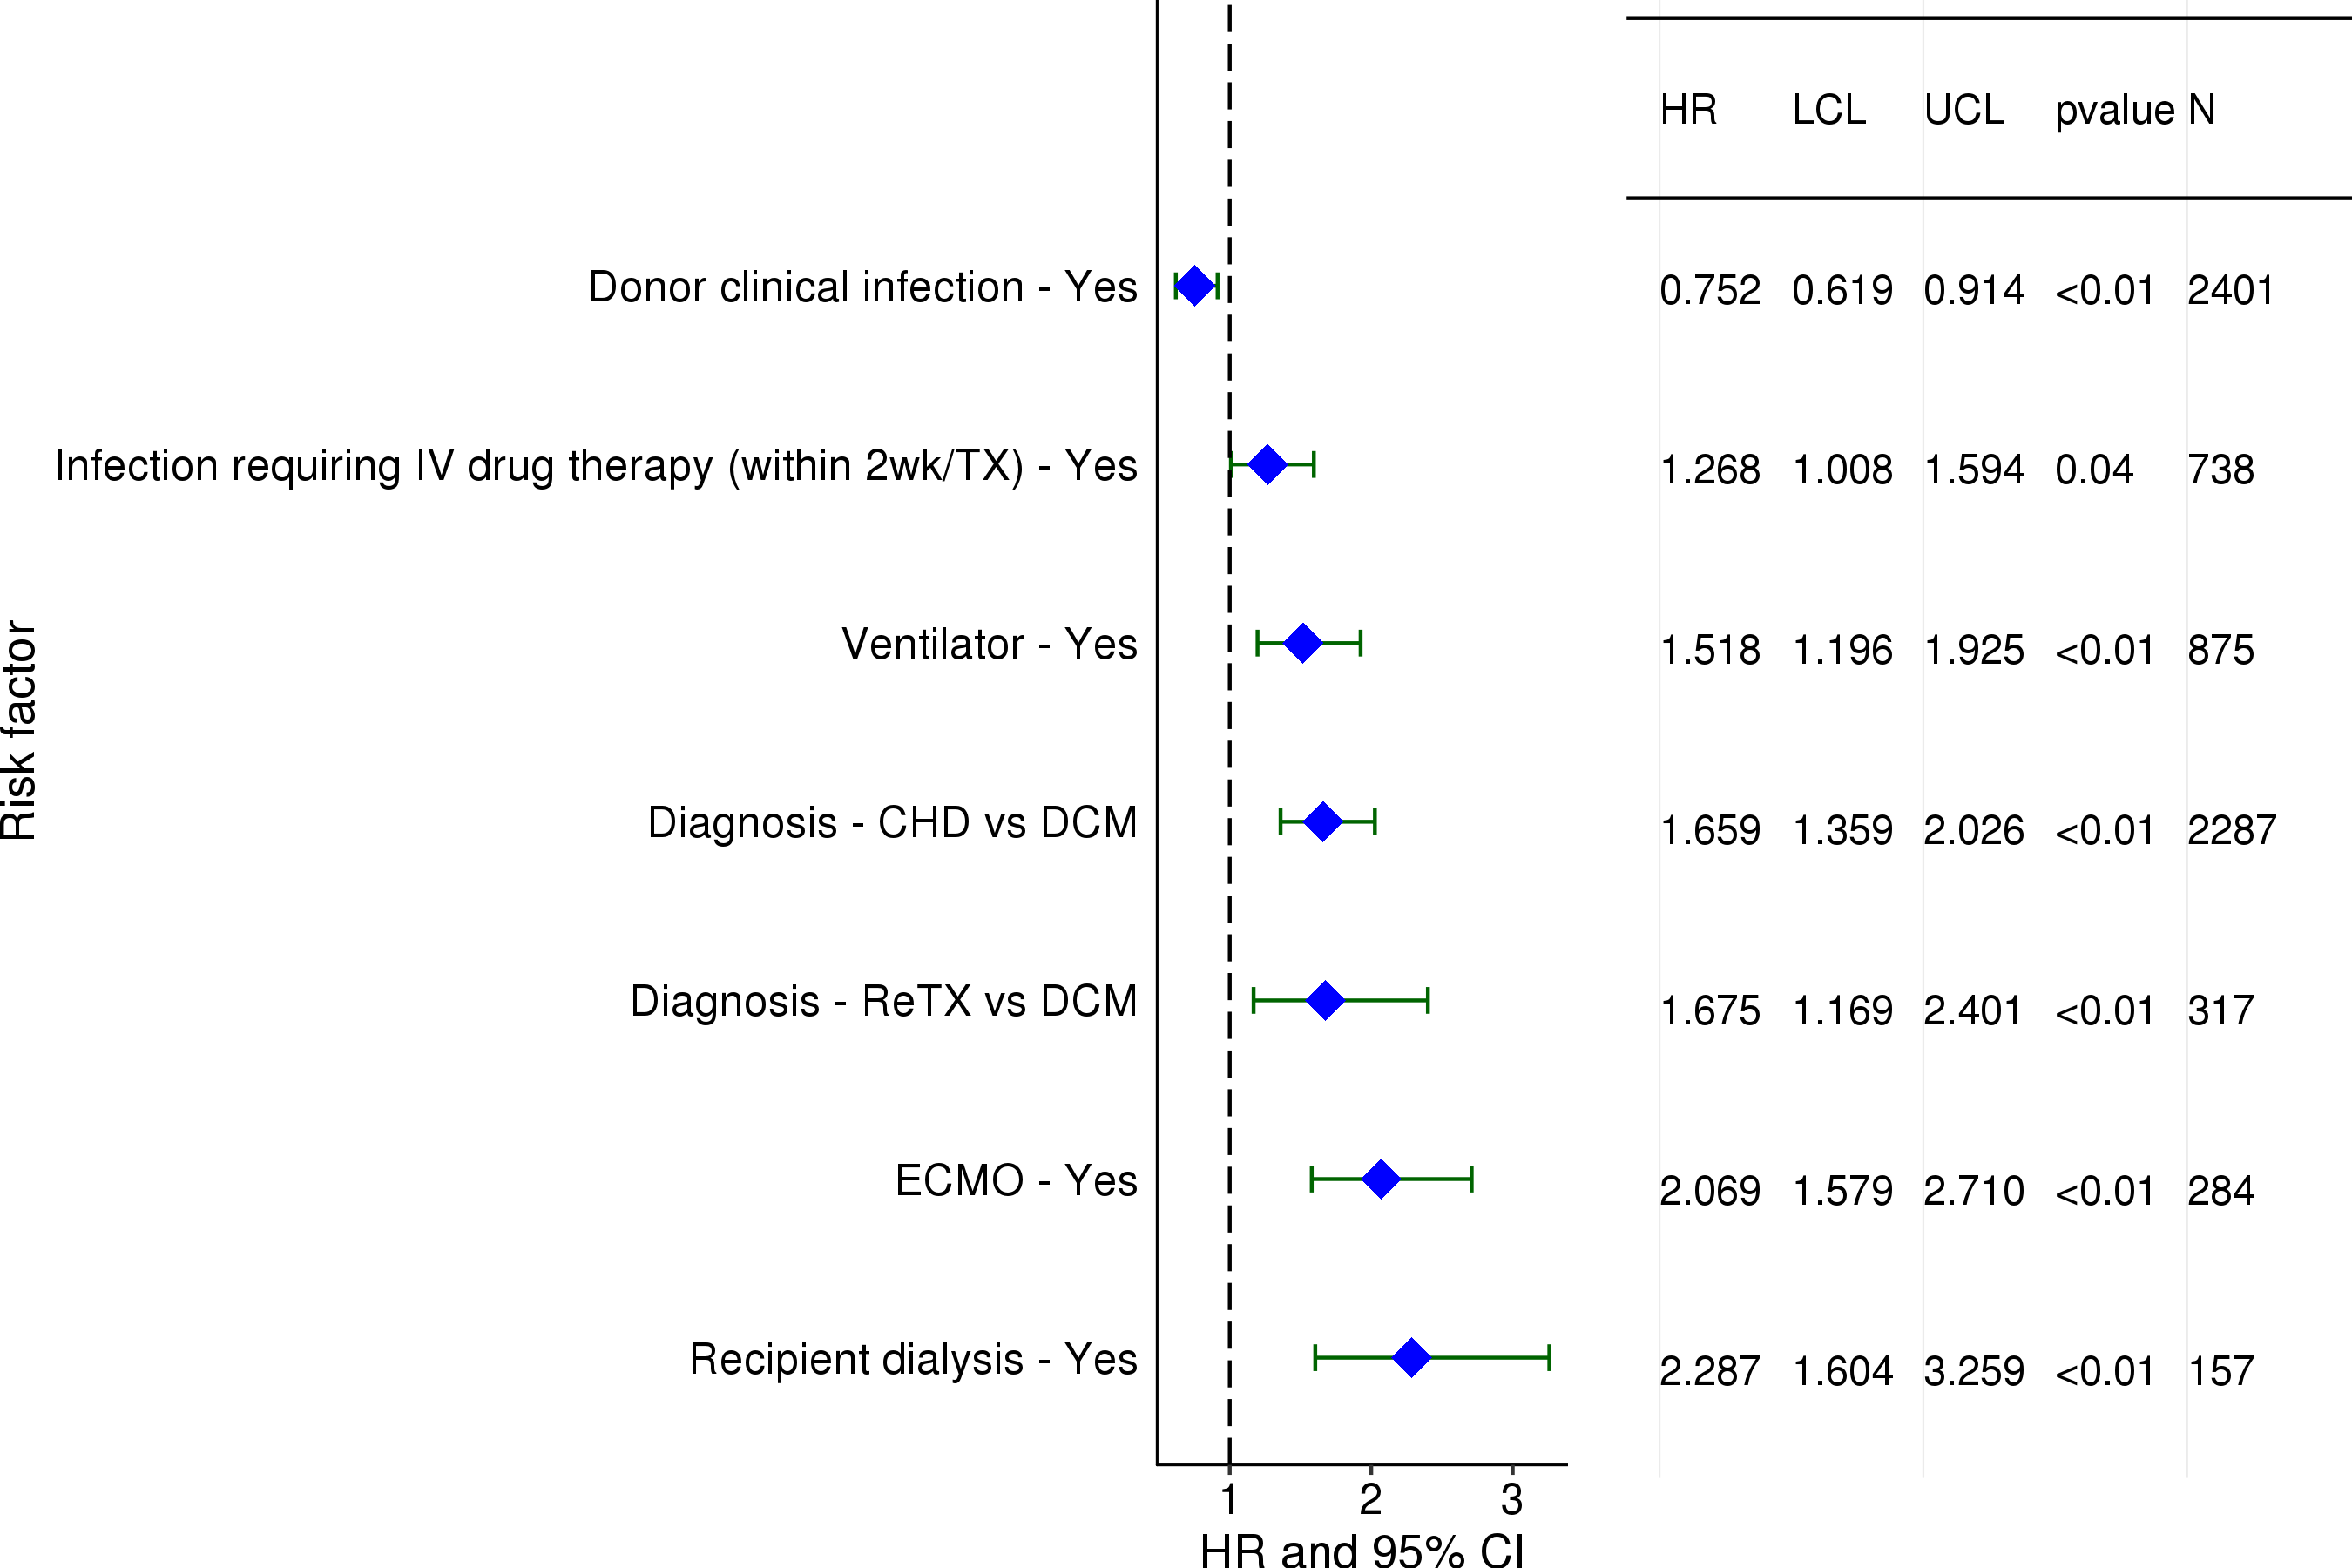 HR LCL UCL pvalue N
Donor clinical infection - Yes 0.752 0.619 0.914 <0.01 2401
Infection requiring IV drug therapy (within 2wk/TX) - Yes 1.268 1.008 1.594 0.04 738
Ventilator - Yes 1.518 1.196 1.925 <0.01 875
Risk factor
Diagnosis - CHD vs DCM 1.659 1.359 2.026 <0.01 2287
Diagnosis - ReTX vs DCM 1.675 1.169 2.401 <0.01 317
ECMO - Yes 2.069 1.579 2.710 <0.01 284
Recipient dialysis - Yes 2.287 1.604 3.259 <0.01 157
1 2 3
HR and 95% CI